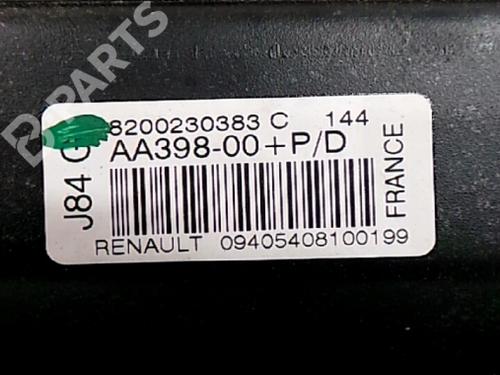 B-PARTS
8200230383 C 144
AA398-00+P/D
J84
RENAULT 09405408100199
FRANCE